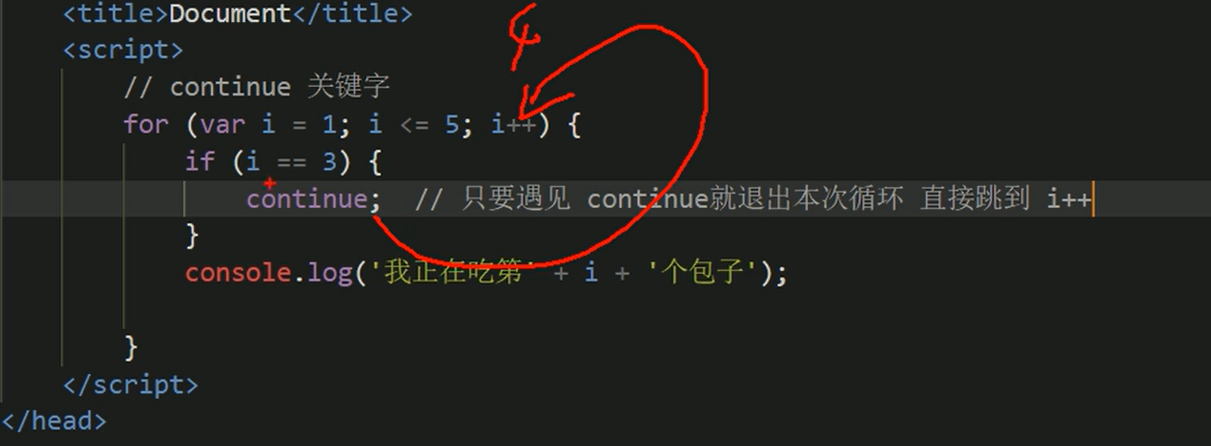 <title>Document</title>
<script>
// continue 关键字
4
for (var i = 1; i <= 5; i++) {
if (i == 3) {
continue; // 只要遇见 continue就退出本次循环 直接跳到 i++
}
console.log('我正在吃第' + i + '个包子');
}
</script>
</head>